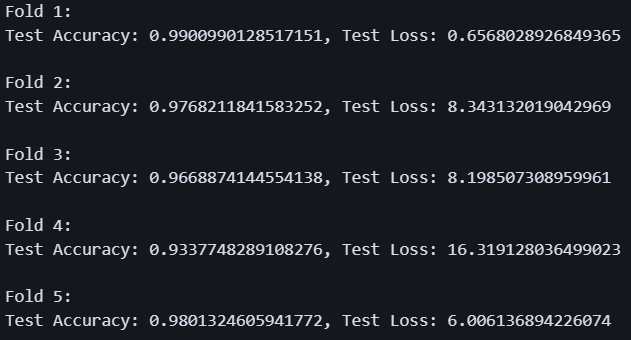 Fold 1:
Test Accuracy: 0.9900990128517151, Test Loss: 0.6568028926849365
Fold 2:
Test Accuracy: 0.9768211841583252, Test Loss: 8.343132019042969
Fold 3:
Test Accuracy: 0.9668874144554138, Test Loss: 8.198507308959961
Fold 4:
Test Accuracy: 0.9337748289108276, Test Loss: 16.319128036499023
Fold 5:
Test Accuracy: 0.9801324605941772, Test Loss: 6.006136894226074